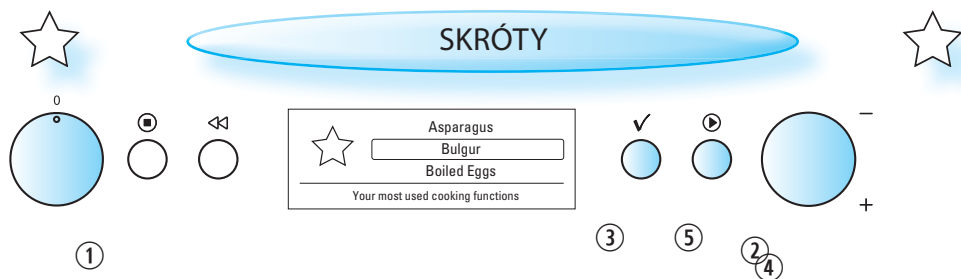 SKRÓTY
0
Asparagus
Bulgur
Boiled Eggs
Your most used cooking functions
−
+
1
3
5
2
4